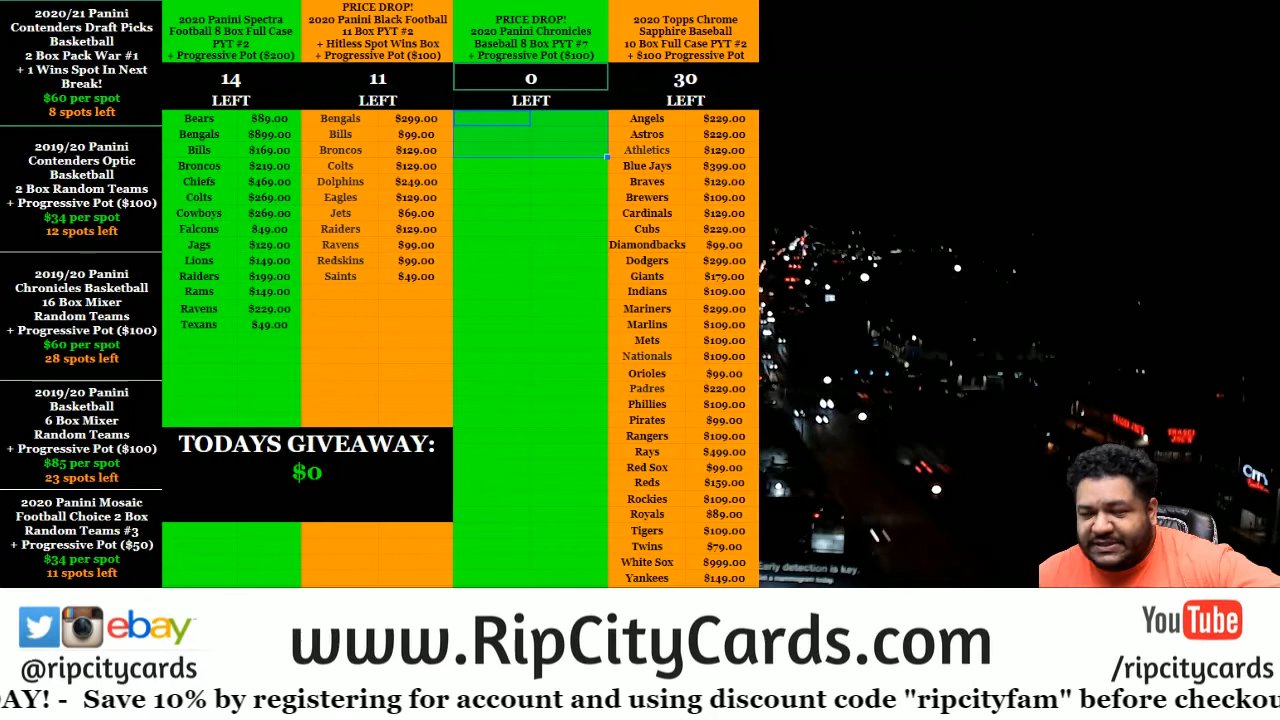 2020/21 Panini
Contenders Draft Picks
Basketball
2 Box Pack War #1
+ 1 Wins Spot In Next
Break!
$60 per spot
8 spots left
2019/20 Panini
Contenders Optic
Basketball
2 Box Random Teams
+ Progressive Pot ($100)
$34 per spot
12 spots left
2019/20 Panini
Chronicles Basketball
16 Box Mixer
Random Teams
+ Progressive Pot ($100)
$60 per spot
28 spots left
2019/20 Panini
Basketball
6 Box Mixer
Random Teams
+ Progressive Pot ($100)
$85 per spot
23 spots left
2020 Panini Mosaic
Football Choice 2 Box
Random Teams #3
+ Progressive Pot ($50)
$34 per spot
11 spots left
2020 Panini Spectra
Football 8 Box Full Case
PYT #2
+ Progressive Pot ($200)
14
LEFT
Bears $89.00
Bengals $899.00
Bills $169.00
Broncos $219.00
Chiefs $469.00
Colts $269.00
Cowboys $269.00
Falcons $49.00
Jags $129.00
Lions $149.00
Raiders $199.00
Rams $149.00
Ravens $229.00
Texans $49.00
PRICE DROP!
2020 Panini Black Football
11 Box PYT #2
+ Hitless Spot Wins Box
+ Progressive Pot ($100)
11
LEFT
Bengals $299.00
Bills $99.00
Broncos $129.00
Colts $129.00
Dolphins $249.00
Eagles $129.00
Jets $69.00
Raiders $129.00
Ravens $99.00
Redskins $99.00
Saints $49.00
TODAYS GIVEAWAY:
$0
PRICE DROP!
2020 Panini Chronicles
Baseball 8 Box PYT #7
+ Progressive Pot ($100)
0
LEFT
2020 Topps Chrome
Sapphire Baseball
10 Box Full Case PYT #2
+ $100 Progressive Pot
30
LEFT
Angels $229.00
Astros $229.00
Athletics $129.00
Blue Jays $399.00
Braves $129.00
Brewers $109.00
Cardinals $129.00
Cubs $229.00
Diamondbacks $99.00
Dodgers $299.00
Giants $179.00
Indians $109.00
Mariners $299.00
Marlins $109.00
Mets $109.00
Nationals $109.00
Orioles $99.00
Padres $229.00
Phillies $109.00
Pirates $99.00
Rangers $109.00
Rays $499.00
Red Sox $99.00
Reds $159.00
Rockies $109.00
Royals $89.00
Tigers $109.00
Twins $79.00
White Sox $999.00
Yankees $149.00
Early detection is key.
ebay
@ripcitycards
www.RipCityCards.com
YouTube
/ripcitycards
DAY! - Save 10% by registering for account and using discount code "ripcityfam" before checkou